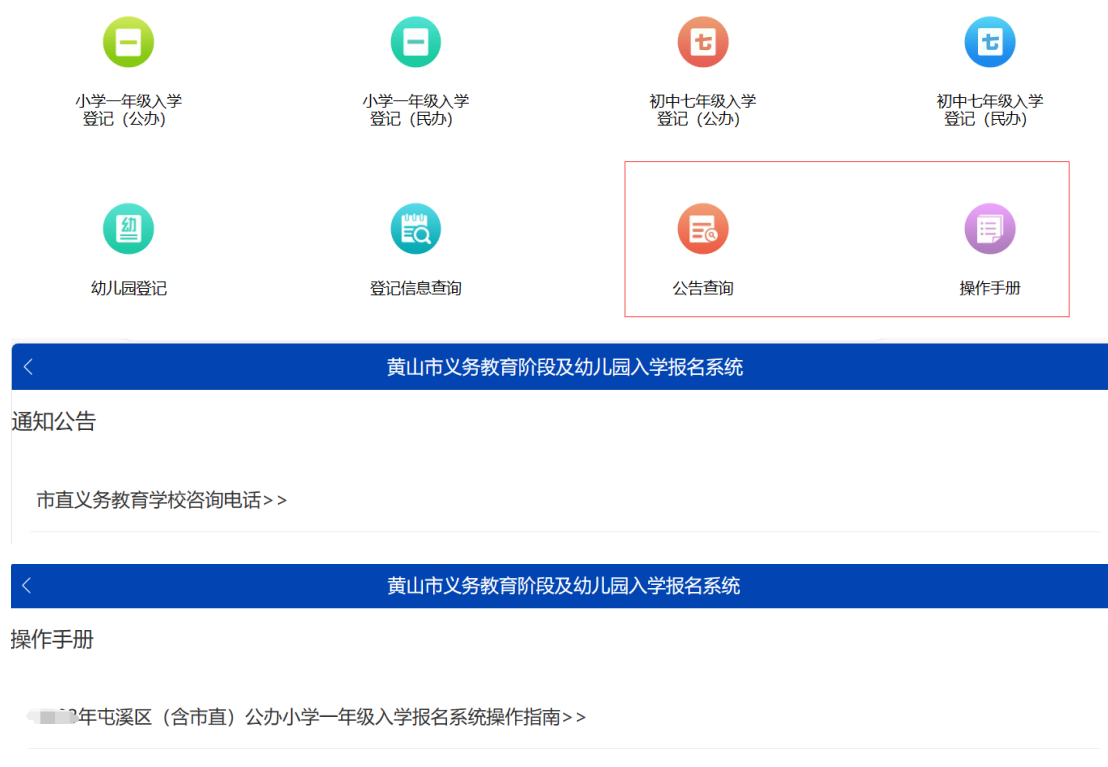 小学一年级入学
登记（公办）
小学一年级入学
登记（民办）
初中七年级入学
登记（公办）
初中七年级入学
登记（民办）
幼儿园登记
登记信息查询
公告查询
操作手册
黄山市义务教育阶段及幼儿园入学报名系统
通知公告
市直义务教育学校咨询电话>>
黄山市义务教育阶段及幼儿园入学报名系统
操作手册
年屯溪区（含市直）公办小学一年级入学报名系统操作指南>>